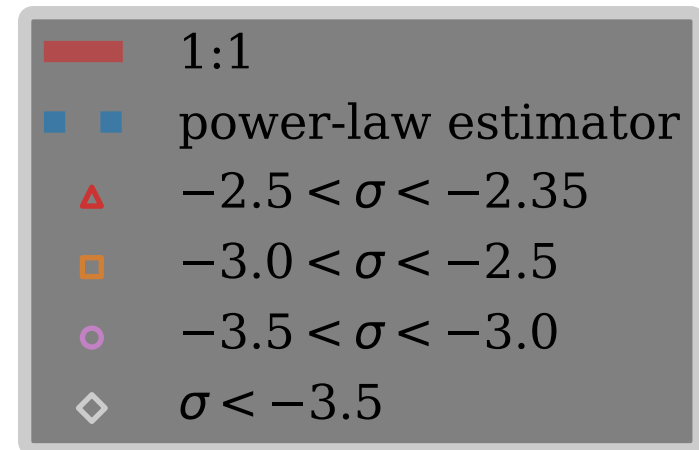 1:1
power-law estimator
−2.5 < σ < −2.35
−3.0 < σ < −2.5
−3.5 < σ < −3.0
σ < −3.5